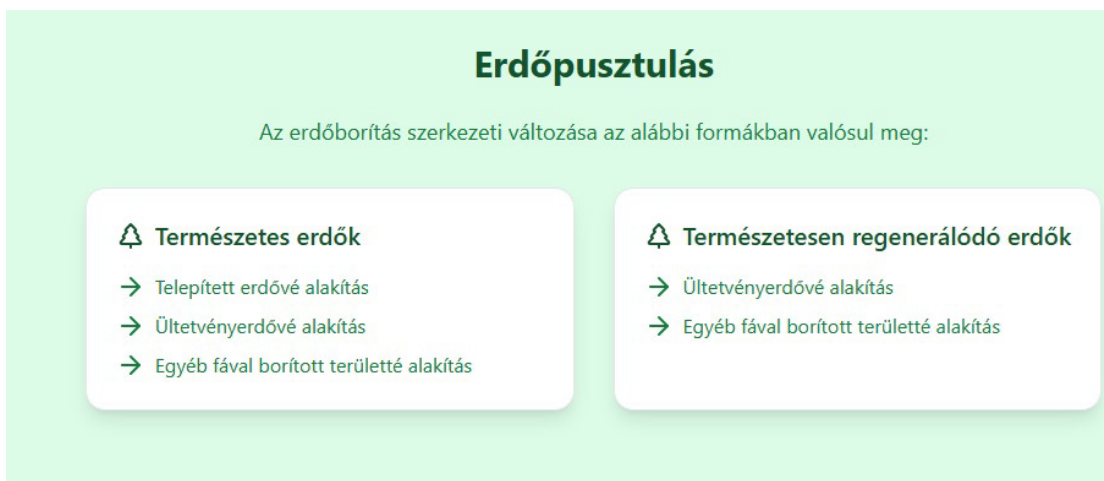 Erdőpusztulás
Az erdőborítás szerkezeti változása az alábbi formákban valósul meg:
Természetes erdők
Telepített erdővé alakítás
Ültetvényerdővé alakítás
Egyéb fával borított területté alakítás
Természetesen regenerálódó erdők
Ültetvényerdővé alakítás
Egyéb fával borított területté alakítás